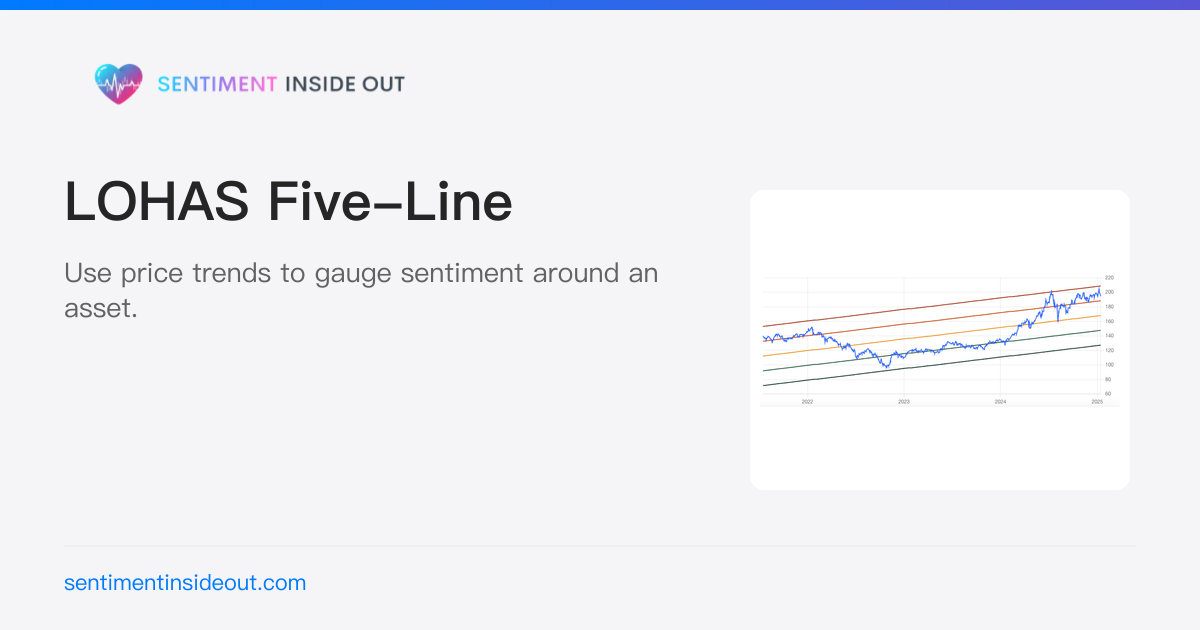 SENTIMENT INSIDE OUT
LOHAS Five-Line
Use price trends to gauge sentiment around an
asset.
220
200
180
160
140
120
100
80
60
2022
2023
2024
2025
sentimentinsideout.com